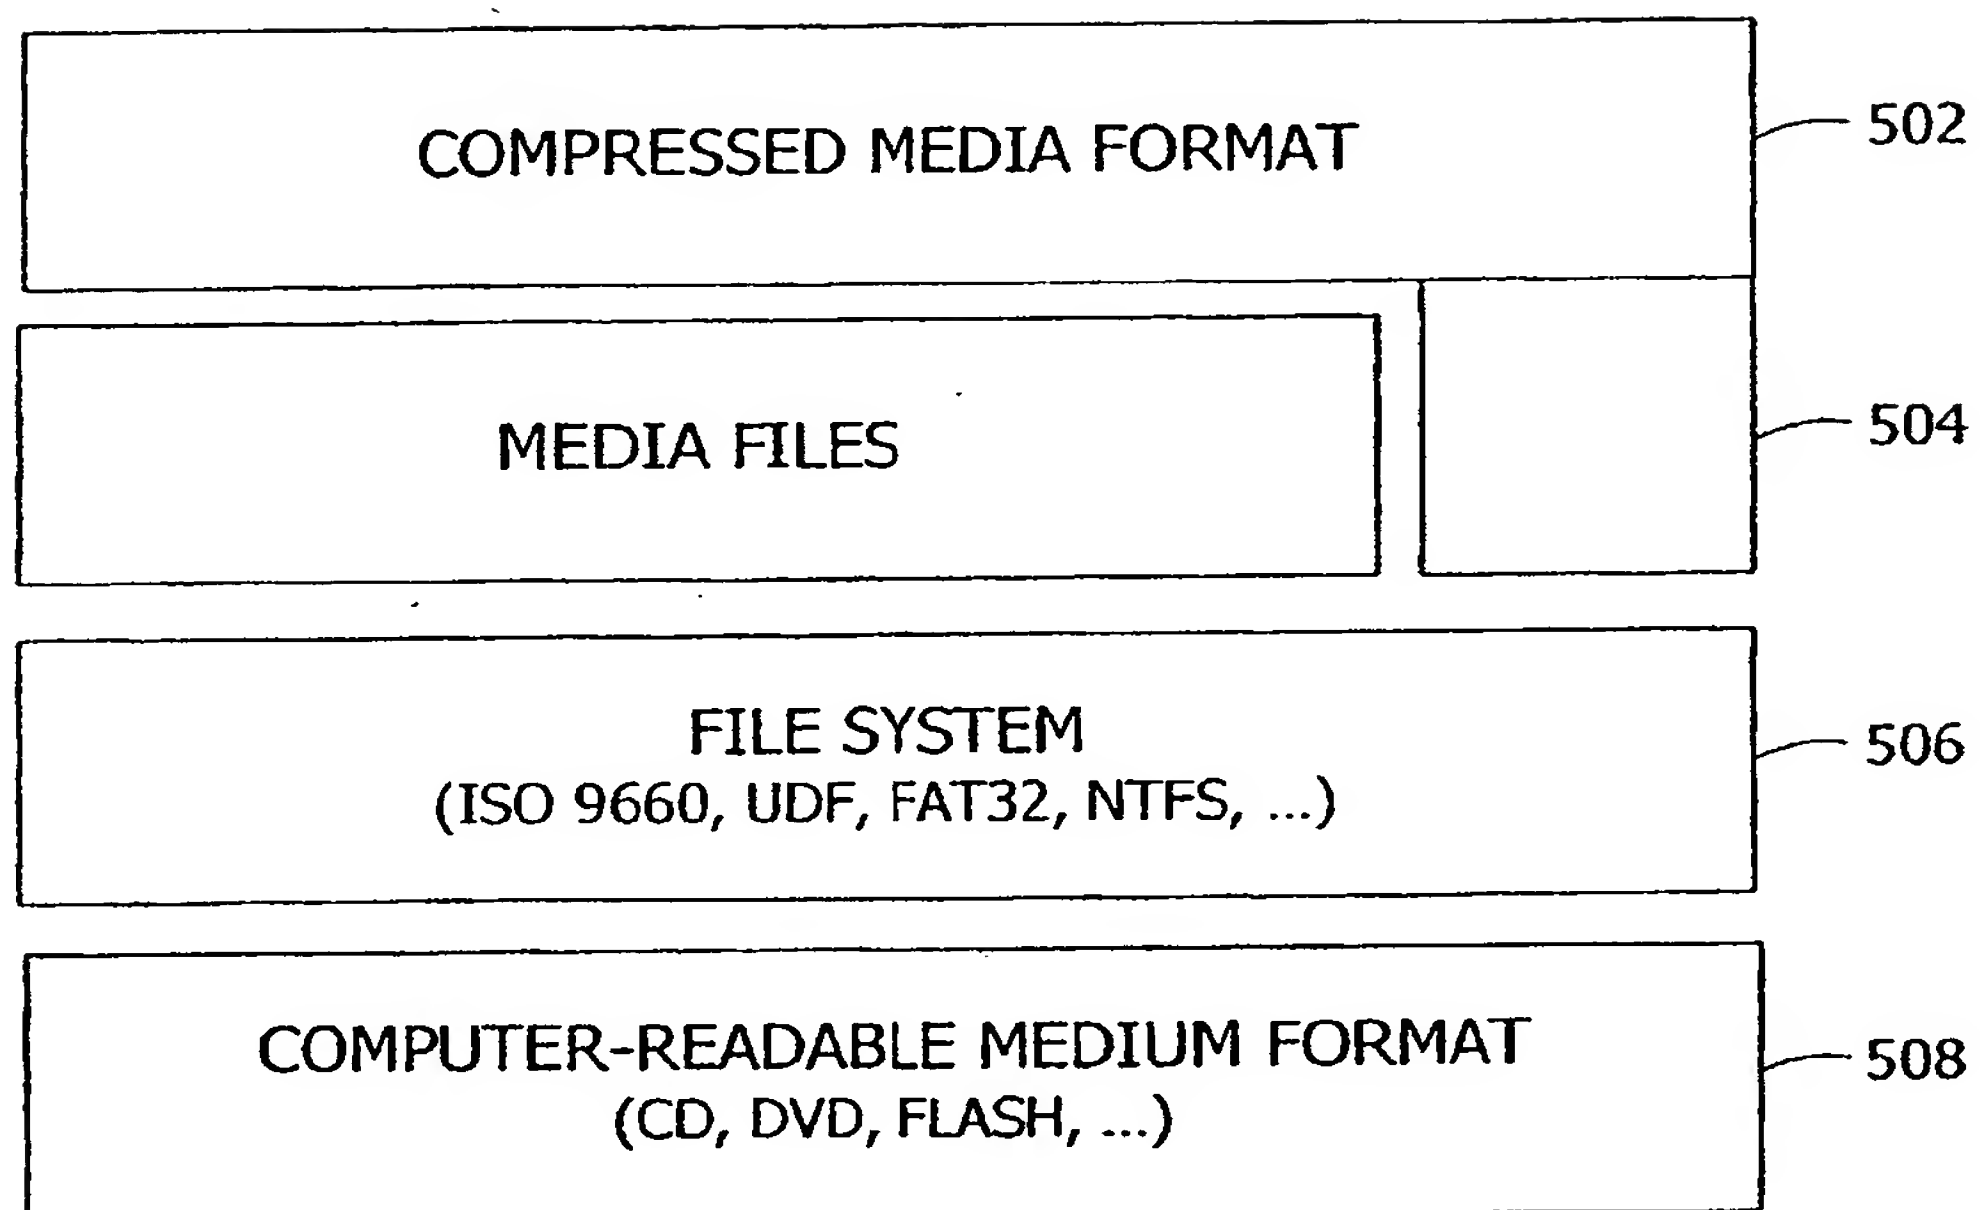 COMPRESSED MEDIA FORMAT
502
MEDIA FILES
504
FILE SYSTEM
(ISO 9660, UDF, FAT32, NTFS, ...)
506
COMPUTER-READABLE MEDIUM FORMAT
(CD, DVD, FLASH, ...)
508